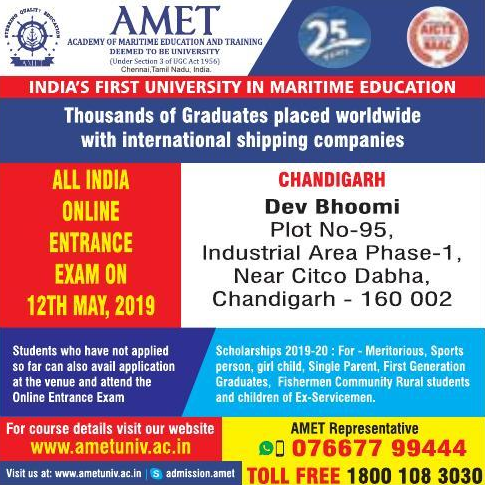 STEERING QUALITY EDUCATION
AMET
AMET
ACADEMY OF MARITIME EDUCATION AND TRAINING
DEEMED TO BE UNIVERSITY
(Under Section 3 of UGC Act 1956)
Chennai,Tamil Nadu, India.
25
YEARS
AICTE
NAAC
INDIA'S FIRST UNIVERSITY IN MARITIME EDUCATION
Thousands of Graduates placed worldwide
with international shipping companies
ALL INDIA
ONLINE
ENTRANCE
EXAM ON
12TH MAY, 2019
CHANDIGARH
Dev Bhoomi
Plot No-95,
Industrial Area Phase-1,
Near Citco Dabha,
Chandigarh - 160 002
Students who have not applied
so far can also avail application
at the venue and attend the
Online Entrance Exam
Scholarships 2019-20 : For - Meritorious, Sports
person, girl child, Single Parent, First Generation
Graduates, Fishermen Community Rural students
and children of Ex-Servicemen.
For course details visit our website
www.ametuniv.ac.in
Visit us at: www.ametuniv.ac.in | admission.amet
AMET Representative
076677 99444
TOLL FREE 1800 108 3030